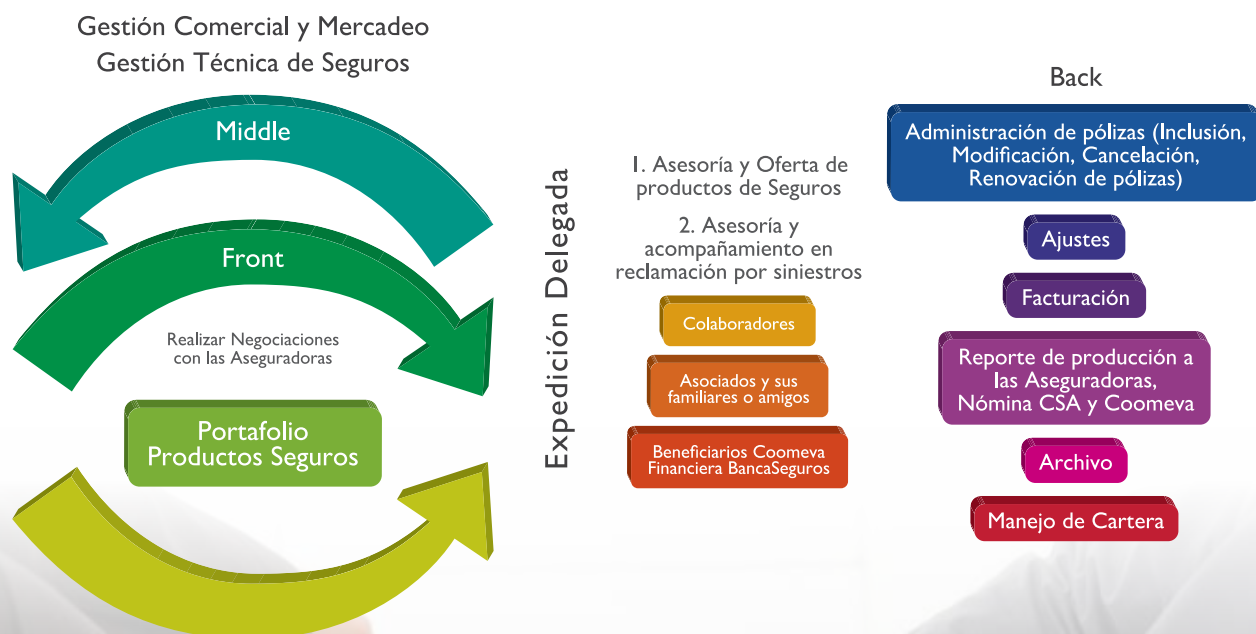 Gestión Comercial y Mercadeo
Gestión Técnica de Seguros
Middle
Front
Realizar Negociaciones
con las Aseguradoras
Portafolio
Productos Seguros
Expedición Delegada
1. Asesoría y Oferta de
productos de Seguros
2. Asesoría y
acompañamiento en
reclamación por siniestros
Colaboradores
Asociados y sus
familiares o amigos
Beneficiarios Coomeva
Financiera BancaSeguros
Back
Administración de pólizas (Inclusión,
Modificación, Cancelación,
Renovación de pólizas)
Ajustes
Facturación
Reporte de producción a
las Aseguradoras,
Nómina CSA y Coomeva
Archivo
Manejo de Cartera